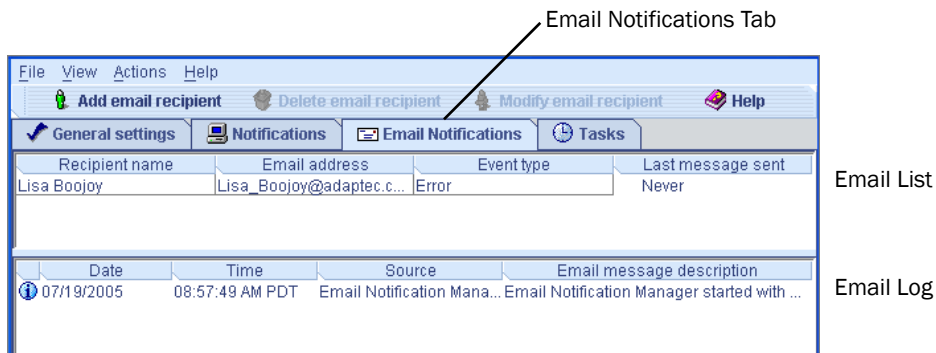 Email Notifications Tab
File View Actions Help
Add email recipient Delete email recipient Modify email recipient Help
General settings Notifications Email Notifications Tasks
Recipient name Email address Event type Last message sent
Lisa Boojoy Lisa_Boojoy@adaptec.c... Error Never
Email List
Date Time Source Email message description
07/19/2005 08:57:49 AM PDT Email Notification Mana... Email Notification Manager started with ...
Email Log